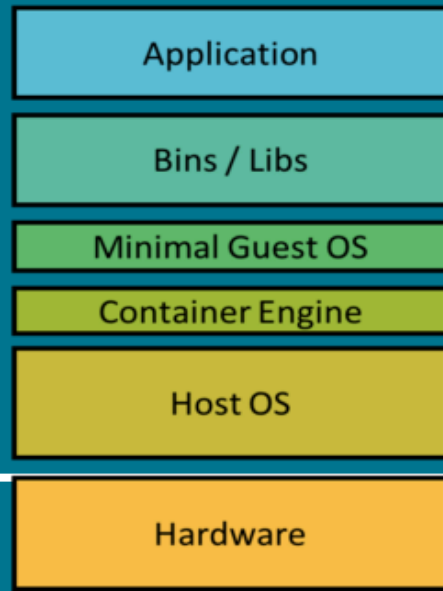 Application
Bins / Libs
Minimal Guest OS
Container Engine
Host OS
Hardware